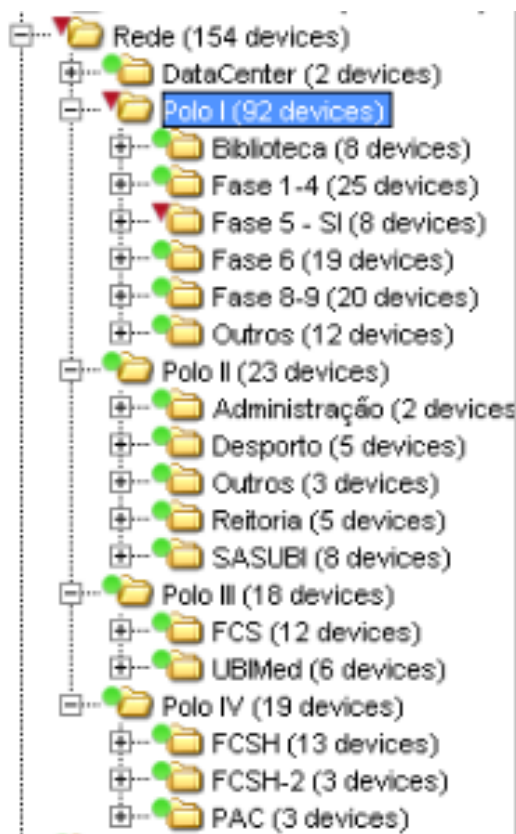 Rede (154 devices)
DataCenter (2 devices)
Polo I (92 devices)
Biblioteca (8 devices)
Fase 1-4 (25 devices)
Fase 5 - SI (8 devices)
Fase 6 (19 devices)
Fase 8-9 (20 devices)
Outros (12 devices)
Polo II (23 devices)
Administração (2 devices
Desporto (5 devices)
Outros (3 devices)
Reitoria (5 devices)
SASUBI (8 devices)
Polo III (18 devices)
FCS (12 devices)
UBIMed (6 devices)
Polo IV (19 devices)
FCSH (13 devices)
FCSH-2 (3 devices)
PAC (3 devices)